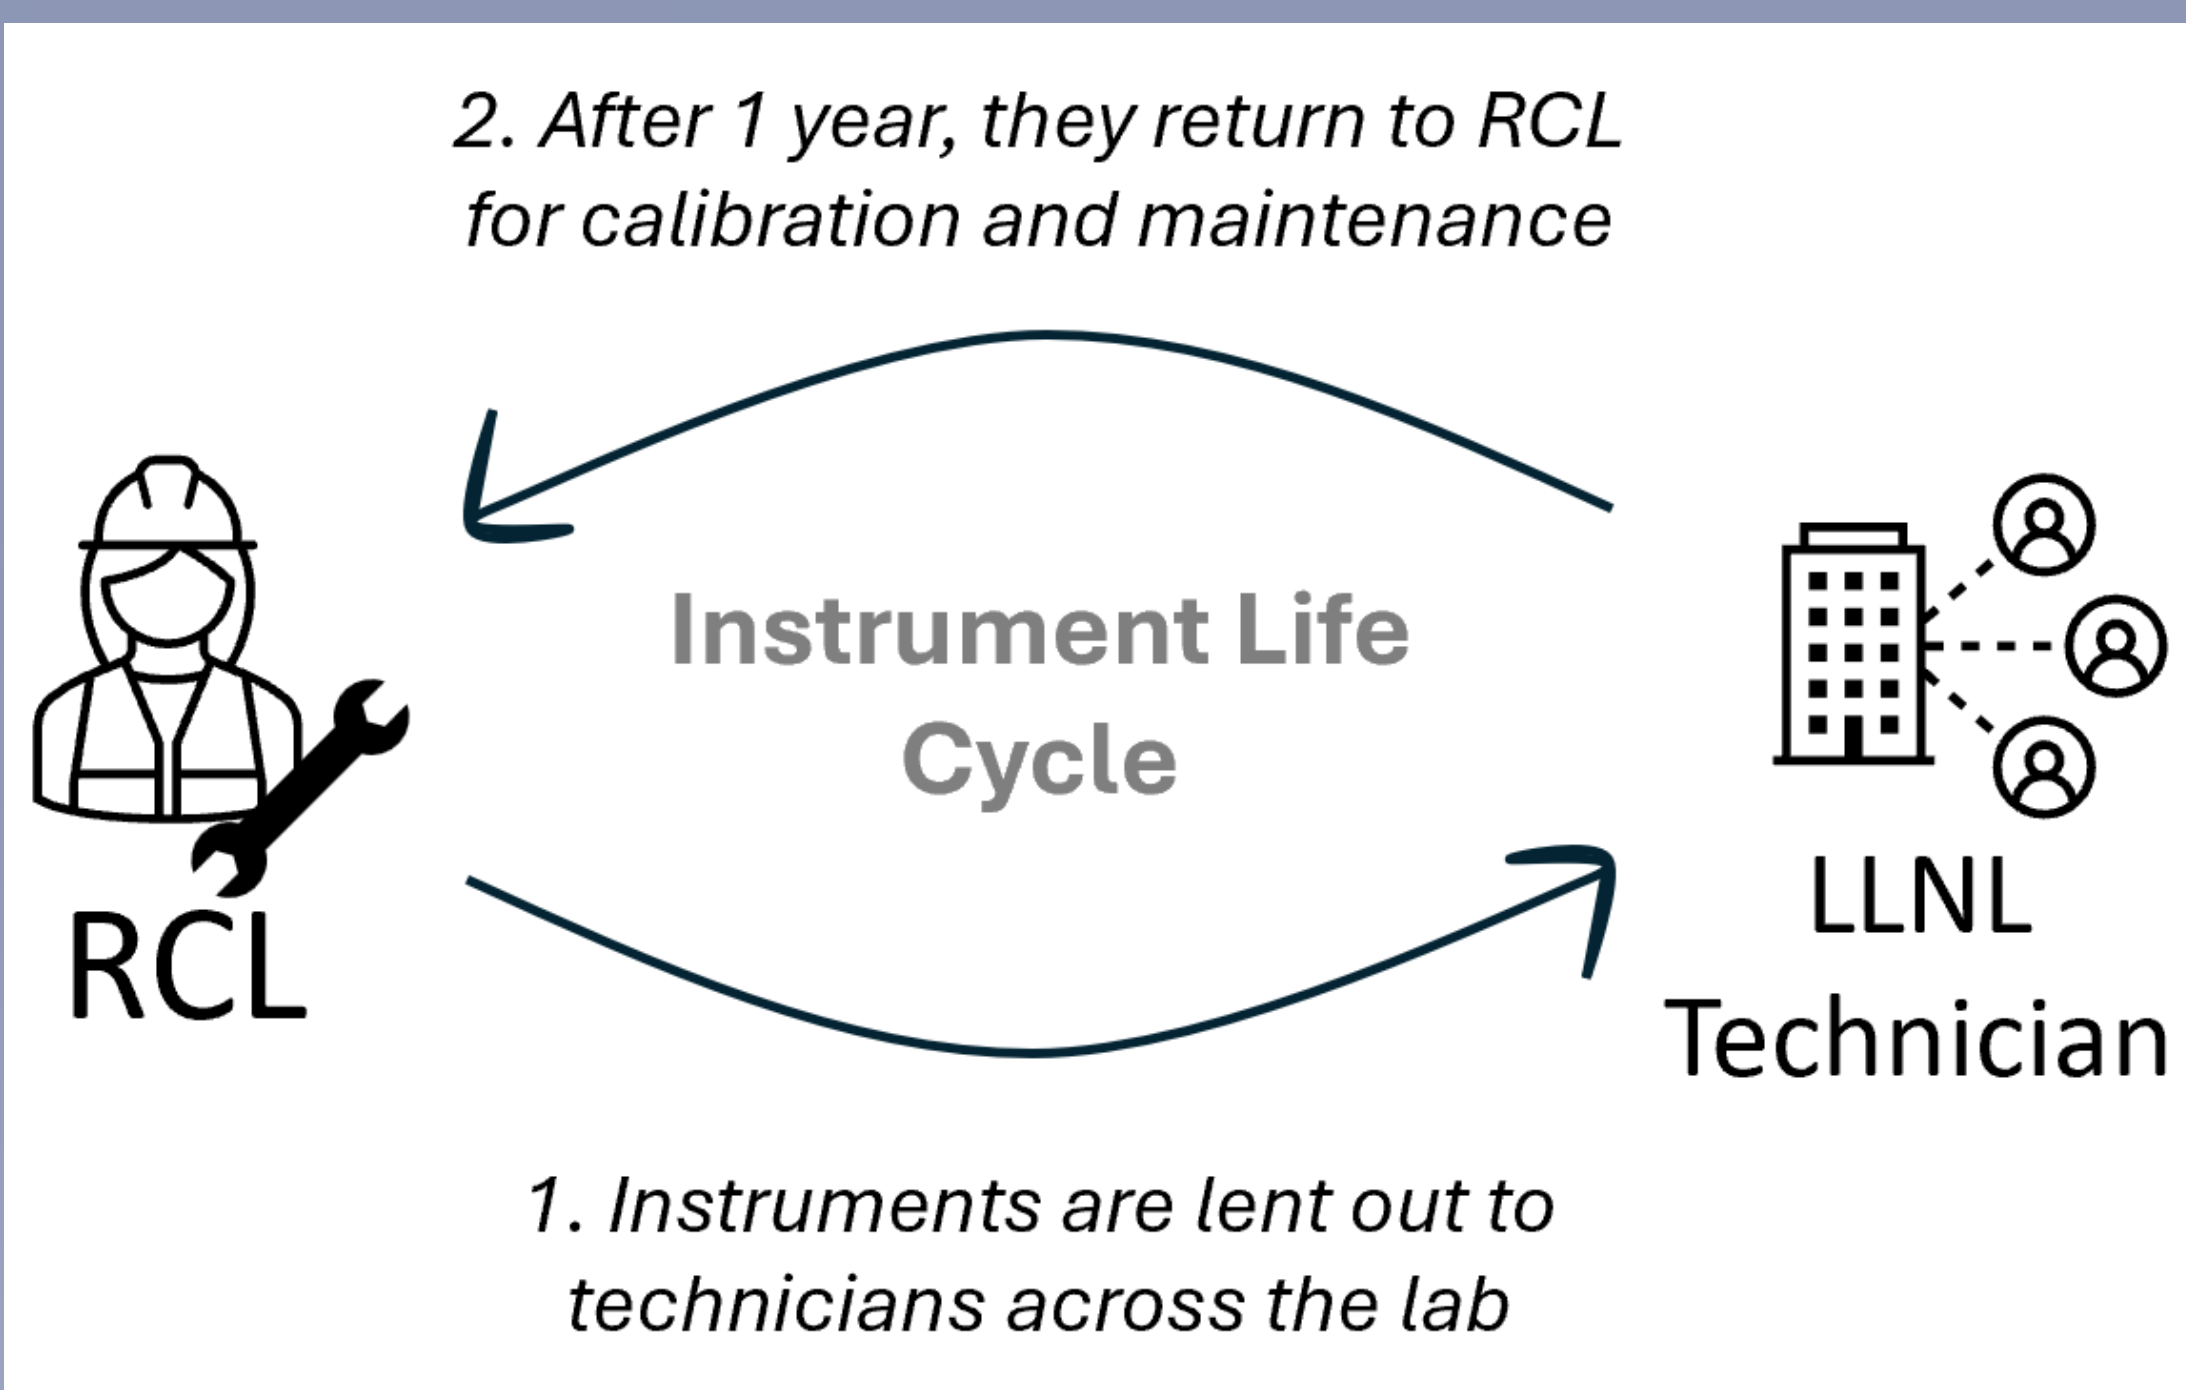 2. After 1 year, they return to RCL
for calibration and maintenance
Instrument Life
Cycle
RCL
LLNL
Technician
1. Instruments are lent out to
technicians across the lab